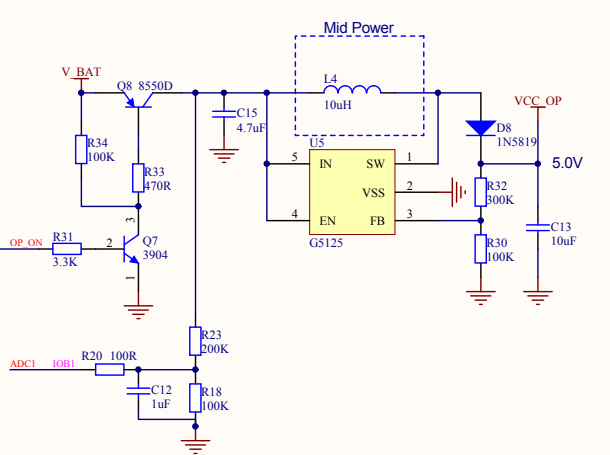 Mid Power
V_BAT
Q8 8550D
L4
10uH
VCC_OP
C15
4.7uF
D8
1N5819
R34
100K
U5
5 IN SW 1
5.0V
R33
470R
VSS 2
R32
300K
4 EN FB 3
G5125
3
OP_ON
R31
3.3K
2
Q7
3904
1
R30
100K
C13
10uF
R23
200K
ADC1 IOB1
R20 100R
C12
1uF
R18
100K